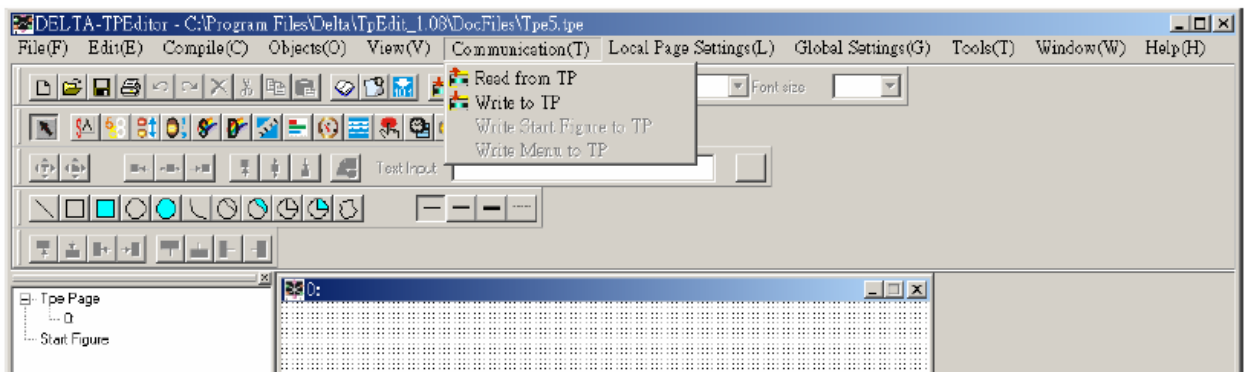 DELTA-TPEditor - C:\Program Files\Delta\TpEdit_1.08\DocFiles\Tpe5.tpe
File(F) Edit(E) Compile(C) Objects(O) View(V) Communication(T) Local Page Settings(L) Global Settings(G) Tools(T) Window(W) Help(H)
Read from TP
Font size
Write to TP
Write Start Figure to TP
Write Menu to TP
Text Input
0:
Tpe Page
0:
Start Figure